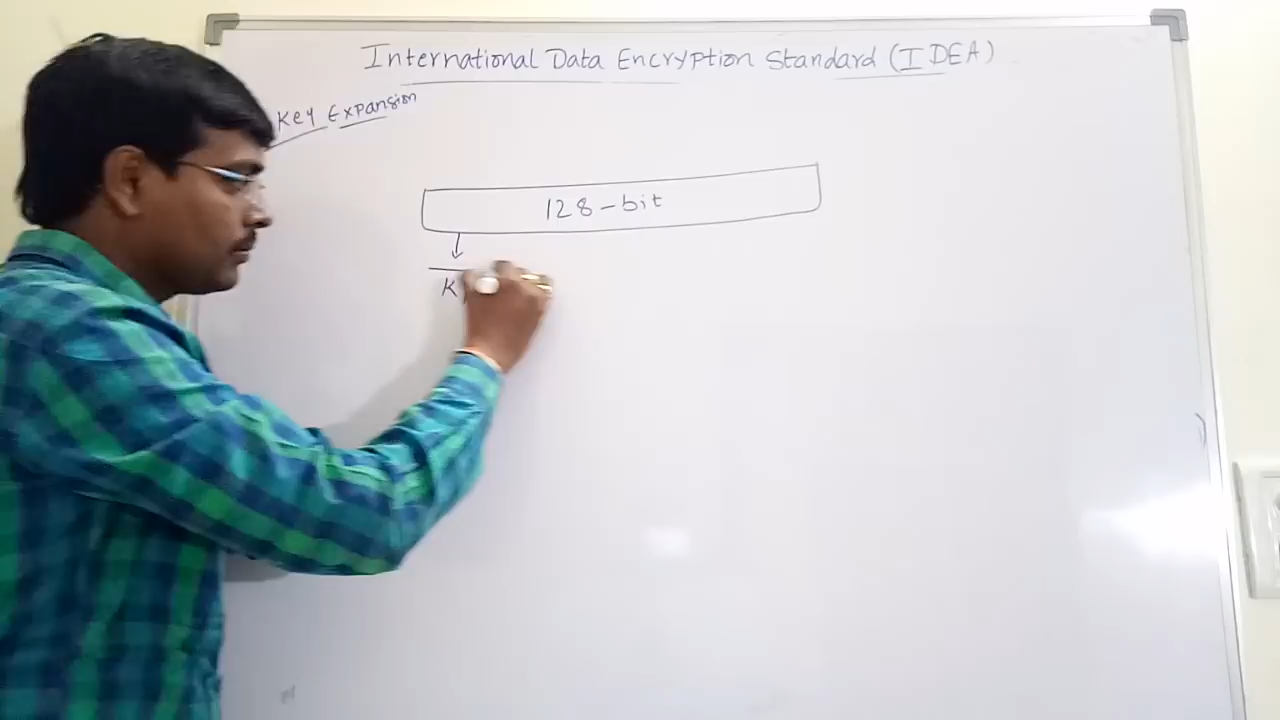 International Data Encryption Standard (IDEA)
Key Expansion
128-bit
K